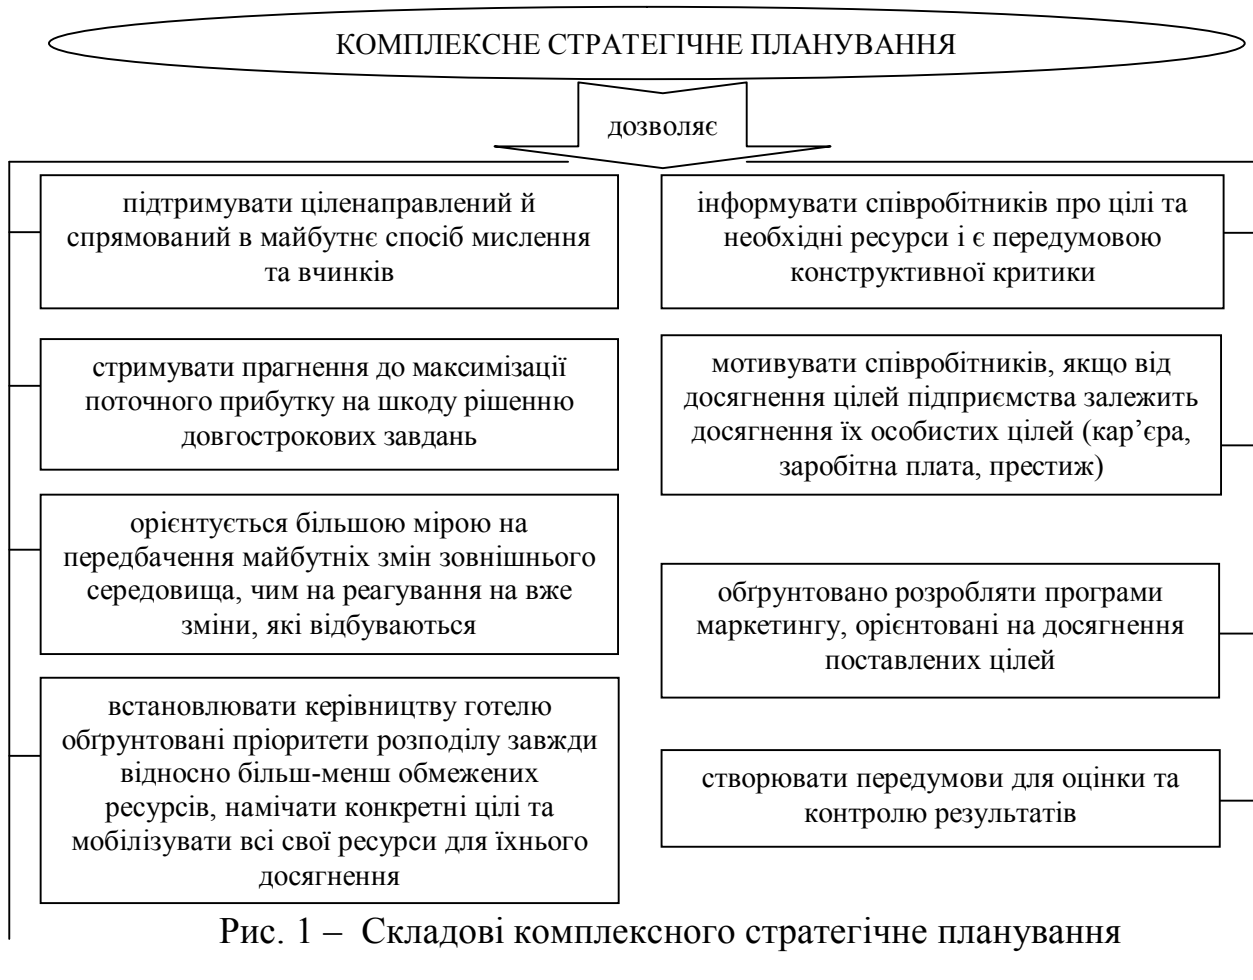 КОМПЛЕКСНЕ СТРАТЕГІЧНЕ ПЛАНУВАННЯ
дозволяє
підтримувати ціленаправлений й
спрямований в майбутнє спосіб мислення
та вчинків
стримувати прагнення до максимізації
поточного прибутку на шкоду рішенню
довгострокових завдань
орієнтується більшою мірою на
передбачення майбутніх змін зовнішнього
середовища, чим на реагування на вже
зміни, які відбуваються
встановлювати керівництву готелю
обґрунтовані пріоритети розподілу завжди
відносно більш-менш обмежених
ресурсів, намічати конкретні цілі та
мобілізувати всі свої ресурси для їхнього
досягнення
інформувати співробітників про цілі та
необхідні ресурси і є передумовою
конструктивної критики
мотивувати співробітників, якщо від
досягнення цілей підприємства залежить
досягнення їх особистих цілей (кар’єра,
заробітна плата, престиж)
обґрунтовано розробляти програми
маркетингу, орієнтовані на досягнення
поставлених цілей
створювати передумови для оцінки та
контролю результатів
Рис. 1 – Складові комплексного стратегічне планування